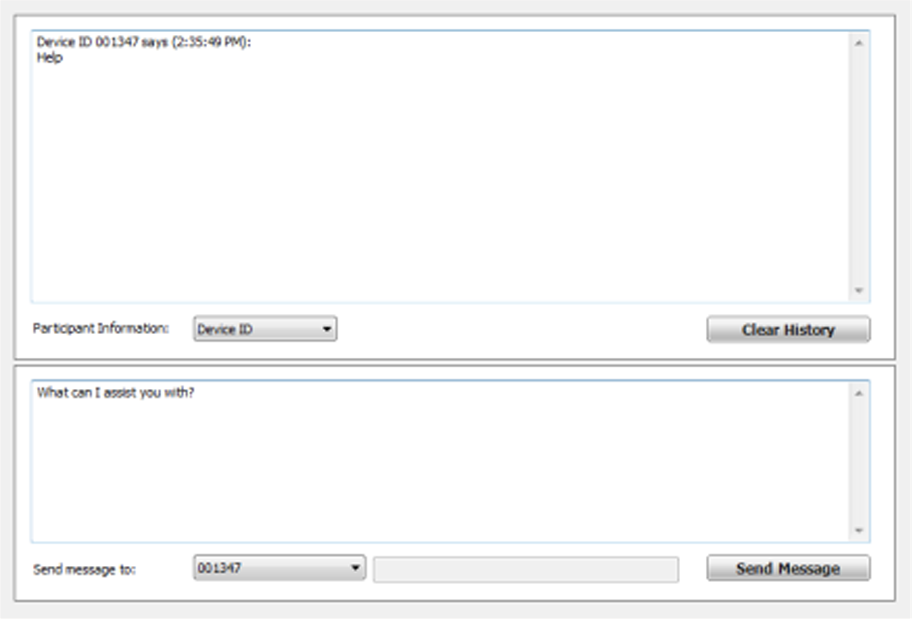 Device ID 001347 says (2:35:49 PM):
Help
Participant Information:
Device ID
Clear History
What can I assist you with?
Send message to:
001347
Send Message